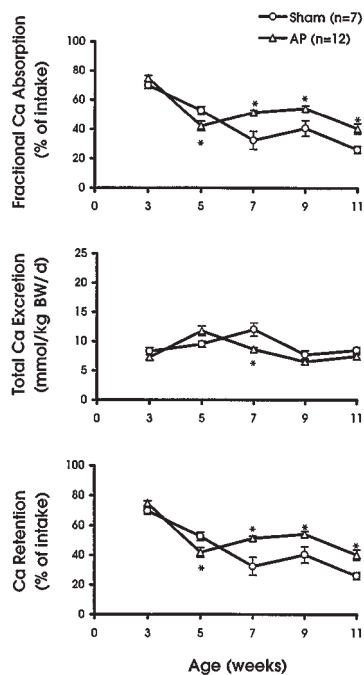 Sham (n=7)
AP (n=12)
Fractional Ca Absorption
(% of intake)
100
80
60
40
20
0
* * * *
0 3 5 7 9 11
Total Ca Excretion
(mmol/kg BW/d)
25
20
15
10
5
0
*
0 3 5 7 9 11
Ca Retention
(% of intake)
100
80
60
40
20
0
* * * *
0 3 5 7 9 11
Age (weeks)